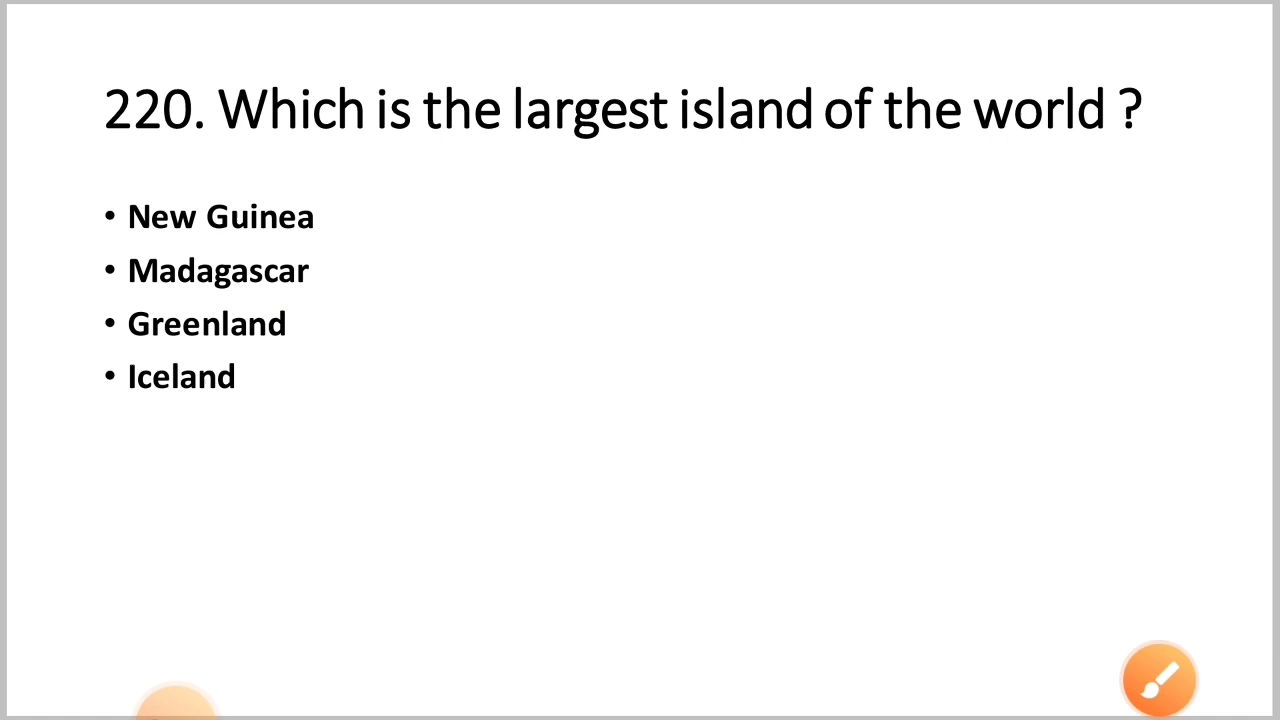 220. Which is the largest island of the world ?
• New Guinea
• Madagascar
• Greenland
• Iceland